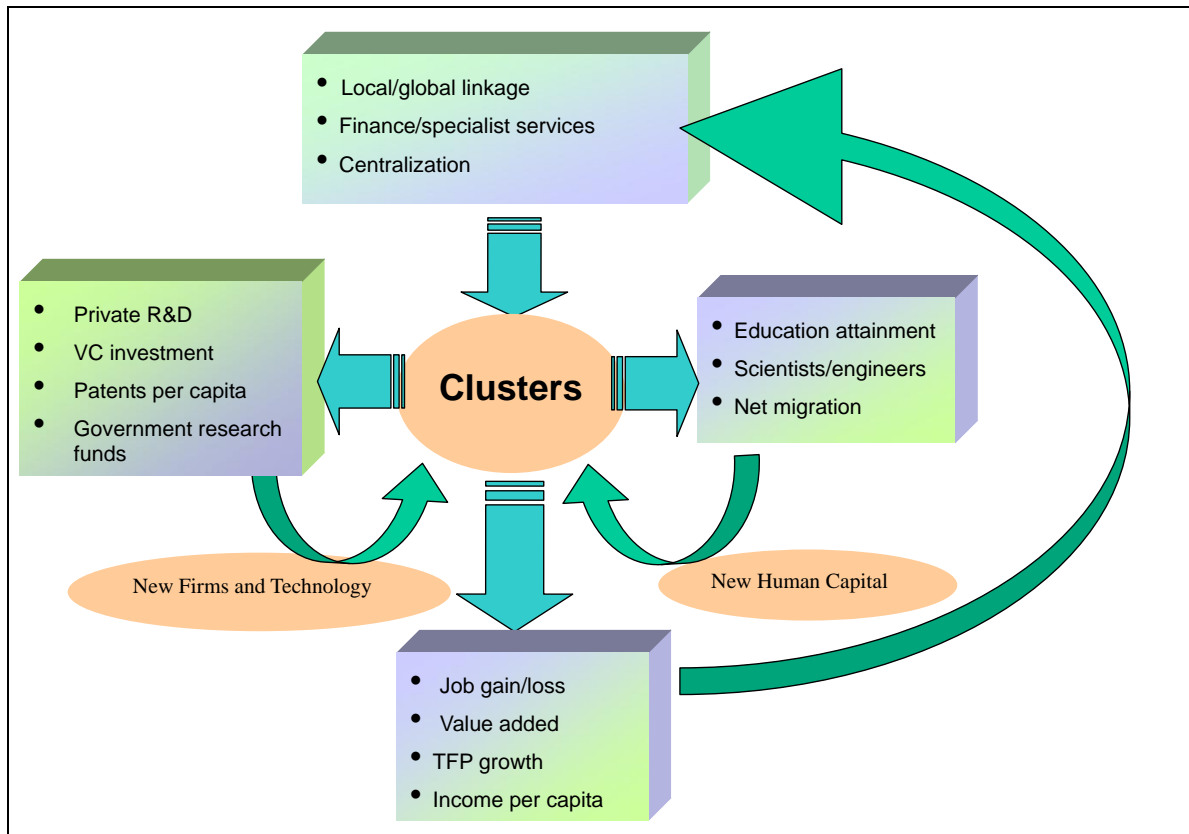 • Local/global linkage
• Finance/specialist services
• Centralization
• Private R&D
• VC investment
• Patents per capita
• Government research
funds
Clusters
• Education attainment
• Scientists/engineers
• Net migration
New Firms and Technology
New Human Capital
• Job gain/loss
• Value added
• TFP growth
• Income per capita